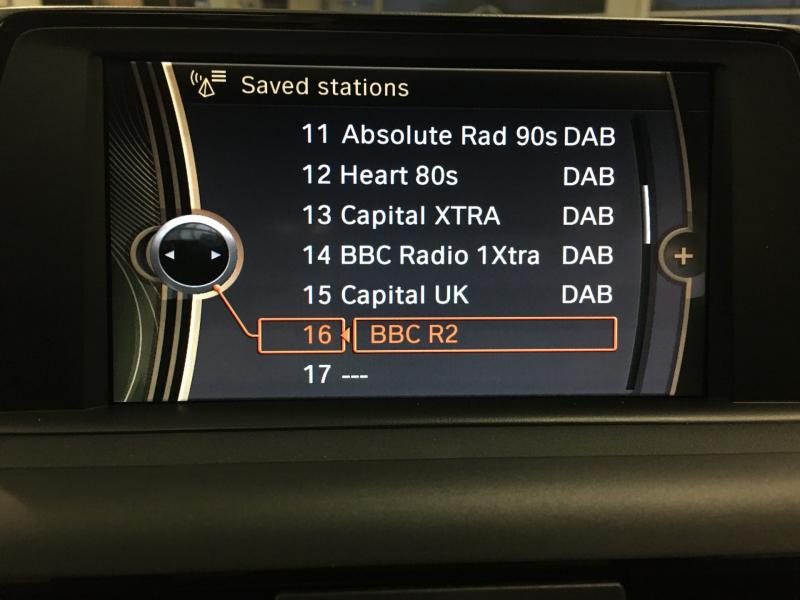 Saved stations
11 Absolute Rad 90s DAB
12 Heart 80s DAB
13 Capital XTRA DAB
14 BBC Radio 1Xtra DAB
15 Capital UK DAB
16 BBC R2
17 ---